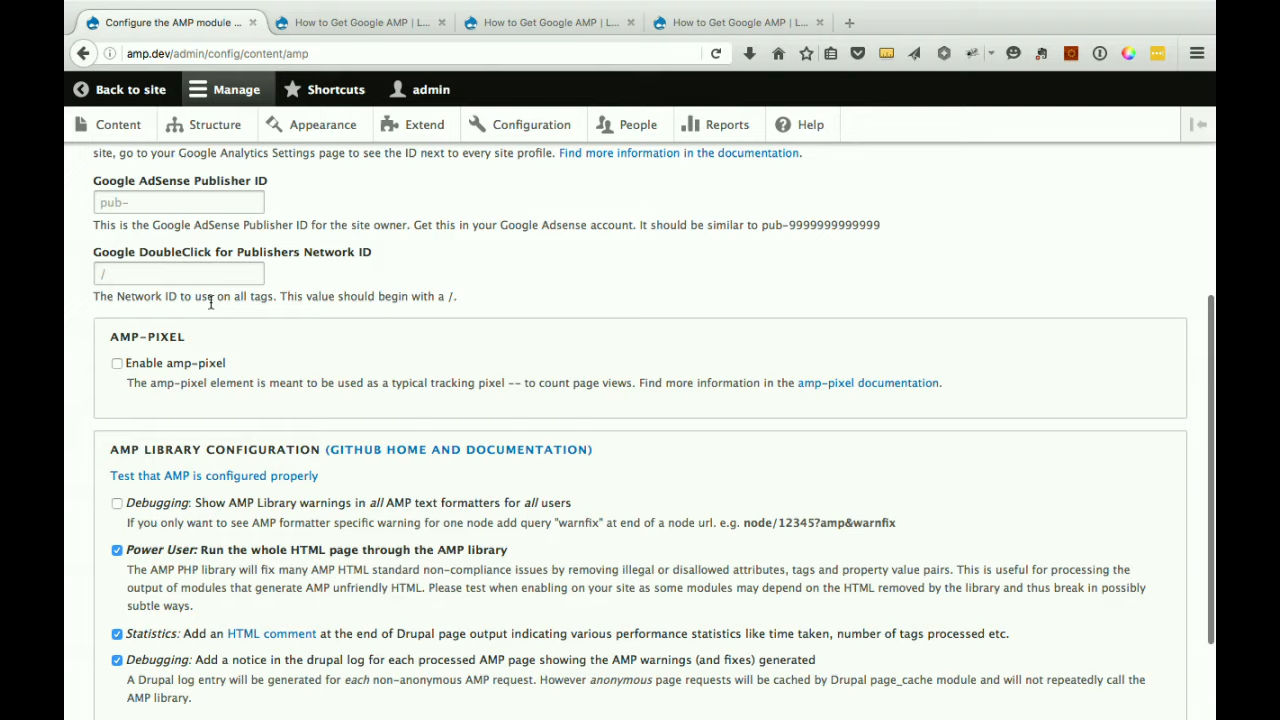 Configure the AMP module ...
How to Get Google AMP | L...
How to Get Google AMP | L...
How to Get Google AMP | L...
amp.dev/admin/config/content/amp
Back to site
Manage
Shortcuts
admin
Content
Structure
Appearance
Extend
Configuration
People
Reports
Help
site, go to your Google Analytics Settings page to see the ID next to every site profile. Find more information in the documentation.
Google AdSense Publisher ID
pub-
This is the Google AdSense Publisher ID for the site owner. Get this in your Google Adsense account. It should be similar to pub-9999999999999
Google DoubleClick for Publishers Network ID
/
The Network ID to use on all tags. This value should begin with a /.
AMP-PIXEL
Enable amp-pixel
The amp-pixel element is meant to be used as a typical tracking pixel -- to count page views. Find more information in the amp-pixel documentation.
AMP LIBRARY CONFIGURATION (GITHUB HOME AND DOCUMENTATION)
Test that AMP is configured properly
Debugging: Show AMP Library warnings in all AMP text formatters for all users
If you only want to see AMP formatter specific warning for one node add query "warnfix" at end of a node url. e.g. node/12345?amp&warnfix
Power User: Run the whole HTML page through the AMP library
The AMP PHP library will fix many AMP HTML standard non-compliance issues by removing illegal or disallowed attributes, tags and property value pairs. This is useful for processing the
output of modules that generate AMP unfriendly HTML. Please test when enabling on your site as some modules may depend on the HTML removed by the library and thus break in possibly
subtle ways.
Statistics: Add an HTML comment at the end of Drupal page output indicating various performance statistics like time taken, number of tags processed etc.
Debugging: Add a notice in the drupal log for each processed AMP page showing the AMP warnings (and fixes) generated
A Drupal log entry will be generated for each non-anonymous AMP request. However anonymous page requests will be cached by Drupal page_cache module and will not repeatedly call the
AMP library.